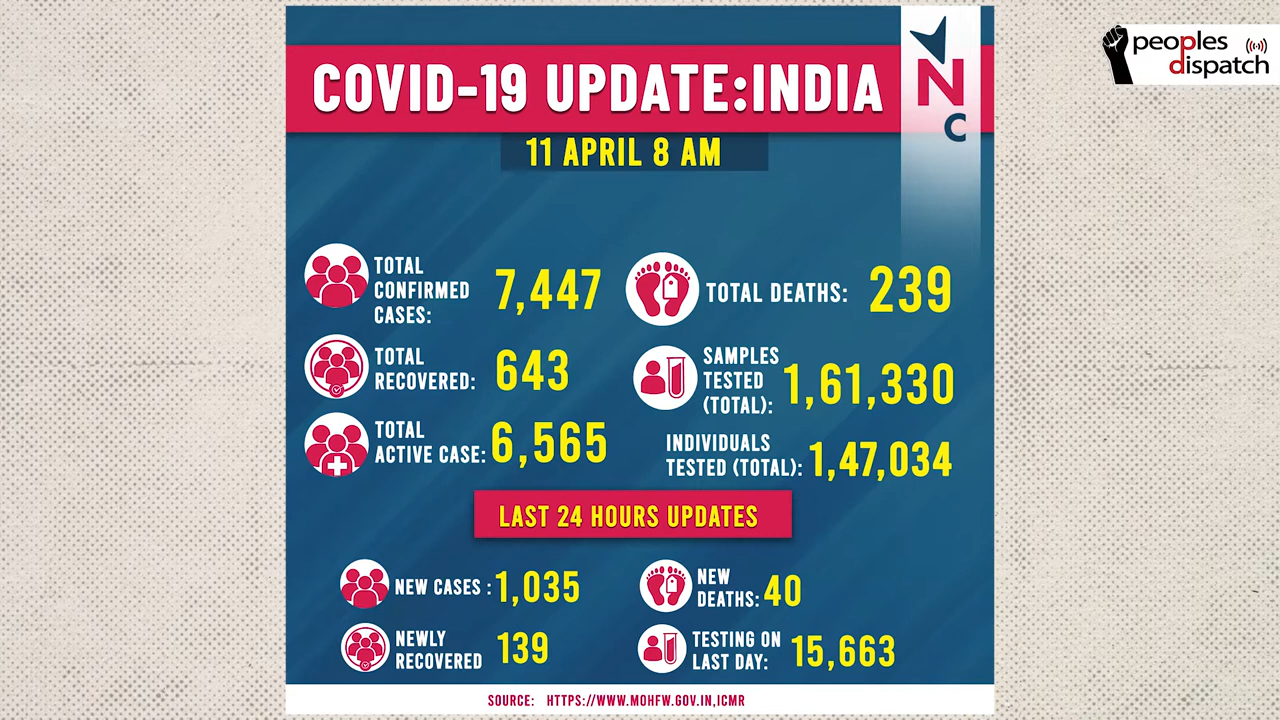 peoples
dispatch
COVID-19 UPDATE:INDIA
N
C
11 APRIL 8 AM
TOTAL
CONFIRMED
CASES:
7,447
TOTAL DEATHS: 239
TOTAL
RECOVERED:
643
SAMPLES
TESTED
(TOTAL):
1,61,330
TOTAL
ACTIVE CASE:
6,565
INDIVIDUALS
TESTED (TOTAL):
1,47,034
LAST 24 HOURS UPDATES
NEW CASES : 1,035
NEW
DEATHS:
40
NEWLY
RECOVERED
139
TESTING ON
LAST DAY:
15,663
SOURCE: HTTPS://WWW.MOHFW.GOV.IN,ICMR